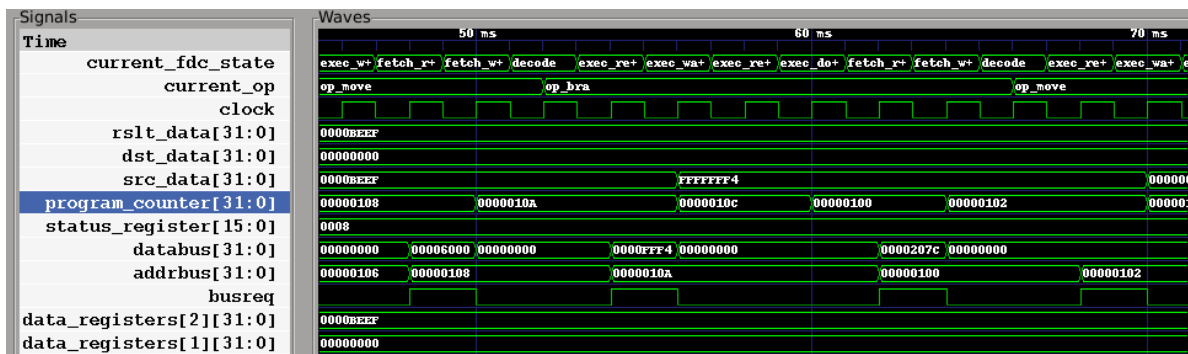 Signals Waves
Time 50 ms 60 ms 70 ms
current_fdc_state exec_w+ fetch_r+ fetch_w+ decode exec_re+ exec_wa+ exec_re+ exec_do+ fetch_r+ fetch_w+ decode exec_re+ exec_wa+ e
current_op op_move op_bra op_move
clock
rslt_data[31:0] 0000BEEF
dst_data[31:0] 00000000
src_data[31:0] 0000BEEF FFFFFFF4 000000
program_counter[31:0] 00000108 0000010A 0000010C 00000100 00000102 000001
status_register[15:0] 0008
databus[31:0] 00000000 00006000 00000000 0000FFF4 00000000 0000207C 00000000
addrbus[31:0] 00000106 00000108 0000010A 00000100 00000102
busreq
data_registers[2][31:0] 0000BEEF
data_registers[1][31:0] 00000000